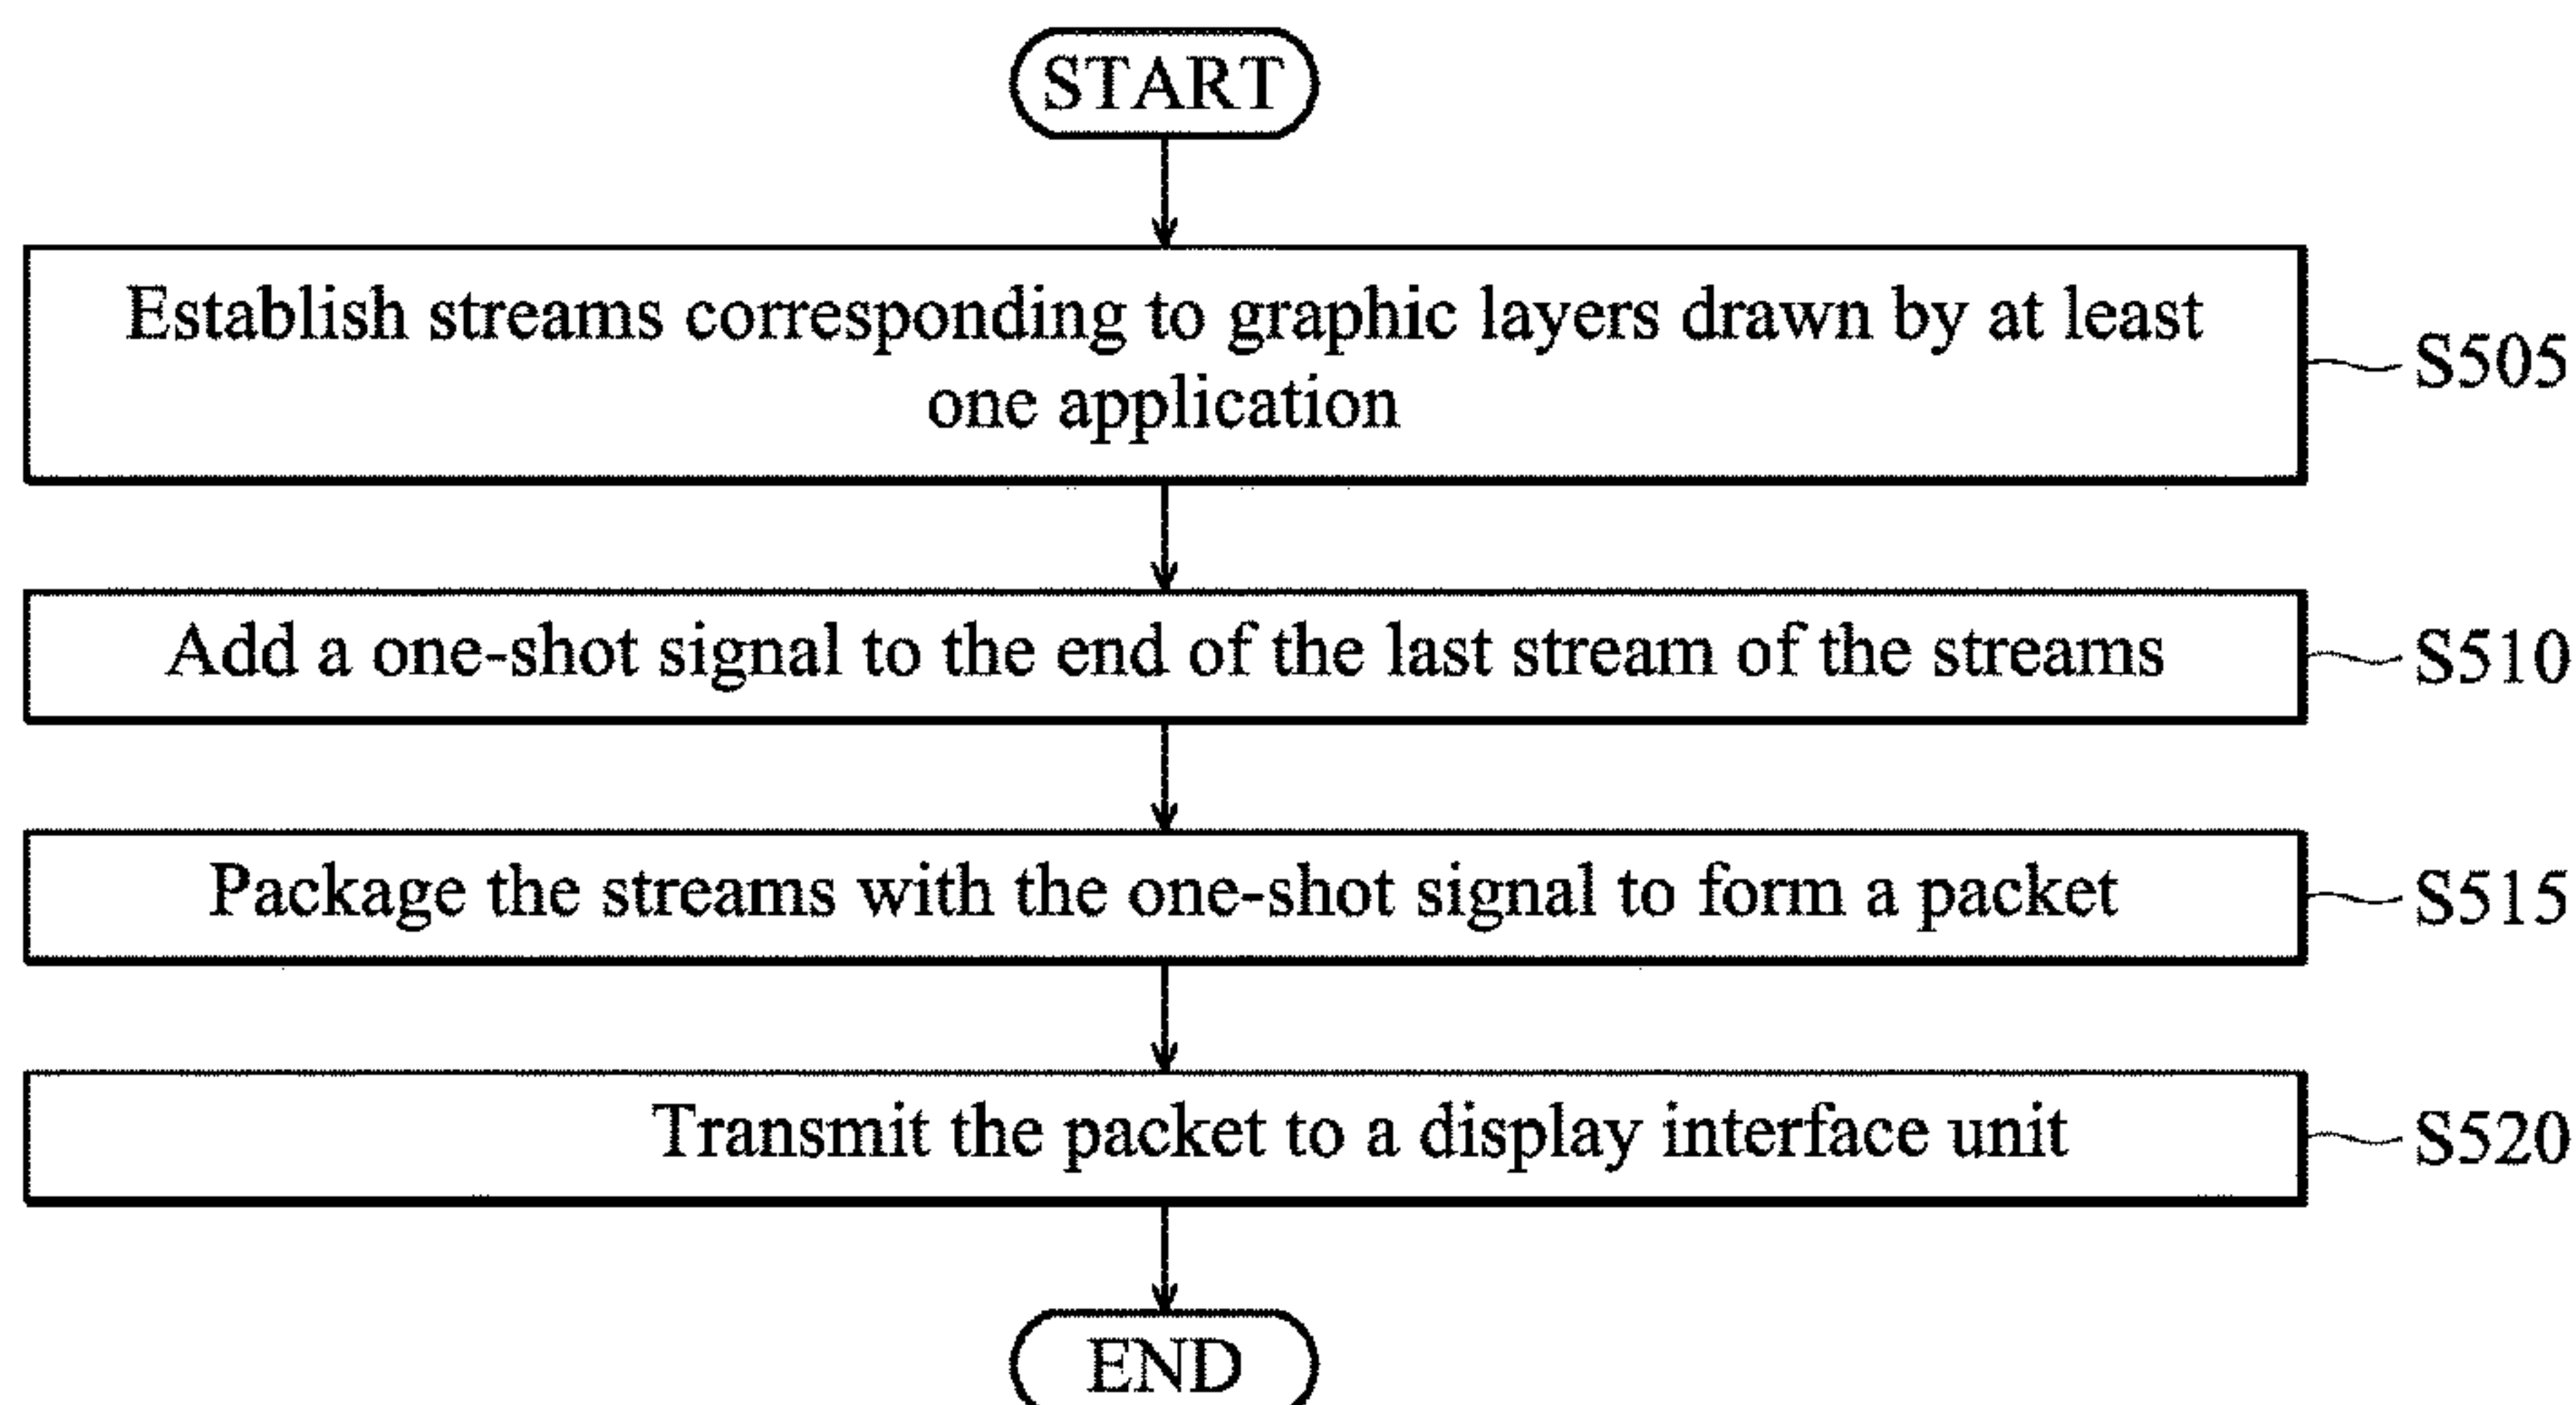 START
Establish streams corresponding to graphic layers drawn by at least
one application
S505
Add a one-shot signal to the end of the last stream of the streams
S510
Package the streams with the one-shot signal to form a packet
S515
Transmit the packet to a display interface unit
S520
END